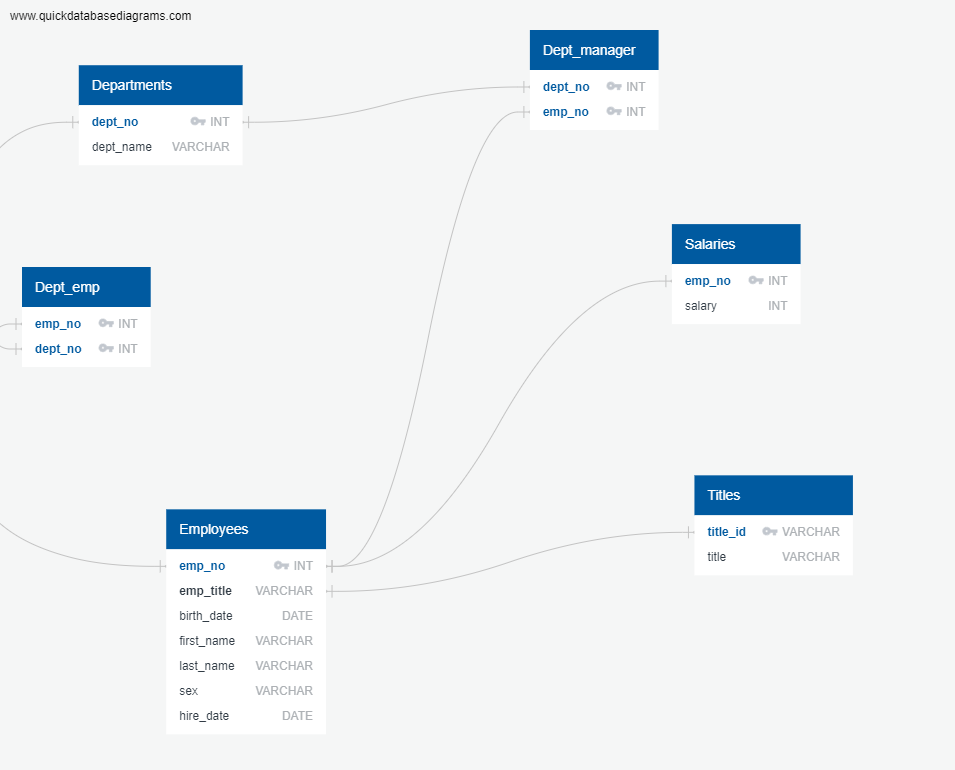 www.quickdatabasediagrams.com
Dept_manager
dept_no INT
emp_no INT
Departments
dept_no INT
dept_name VARCHAR
Salaries
emp_no INT
salary INT
Dept_emp
emp_no INT
dept_no INT
Titles
title_id VARCHAR
title VARCHAR
Employees
emp_no INT
emp_title VARCHAR
birth_date DATE
first_name VARCHAR
last_name VARCHAR
sex VARCHAR
hire_date DATE